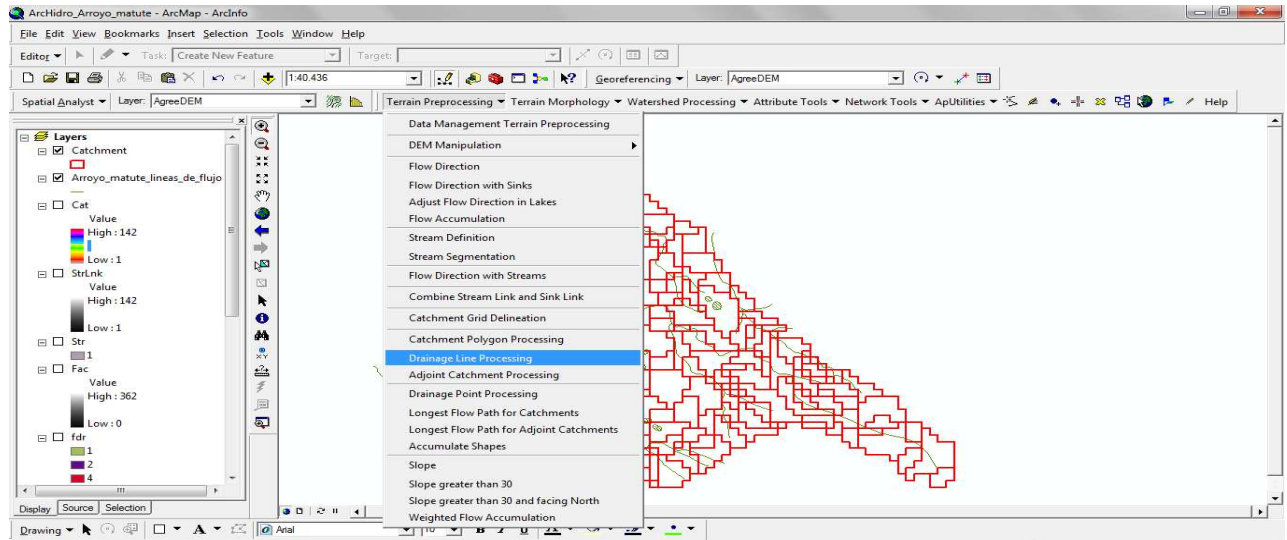 ArcHidro_Arroyo_matute - ArcMap - ArcInfo
File Edit View Bookmarks Insert Selection Tools Window Help
Editor Task: Create New Feature Target:
1:40.436 Georeferencing Layer: AgreeDEM
Spatial Analyst Layer: AgreeDEM Terrain Preprocessing Terrain Morphology Watershed Processing Attribute Tools Network Tools ApUtilities Help
Layers
Catchment
Arroyo_matute_lineas_de_flujo
Cat
Value
High : 142
Low : 1
StrLnk
Value
High : 142
Low : 1
Str
1
Fac
Value
High : 362
Low : 0
fdr
1
2
4
Display Source Selection
Data Management Terrain Preprocessing
DEM Manipulation
Flow Direction
Flow Direction with Sinks
Adjust Flow Direction in Lakes
Flow Accumulation
Stream Definition
Stream Segmentation
Flow Direction with Streams
Combine Stream Link and Sink Link
Catchment Grid Delineation
Catchment Polygon Processing
Drainage Line Processing
Adjoint Catchment Processing
Drainage Point Processing
Longest Flow Path for Catchments
Longest Flow Path for Adjoint Catchments
Accumulate Shapes
Slope
Slope greater than 30
Slope greater than 30 and facing North
Weighted Flow Accumulation
Drawing A Arial 10 B I U A